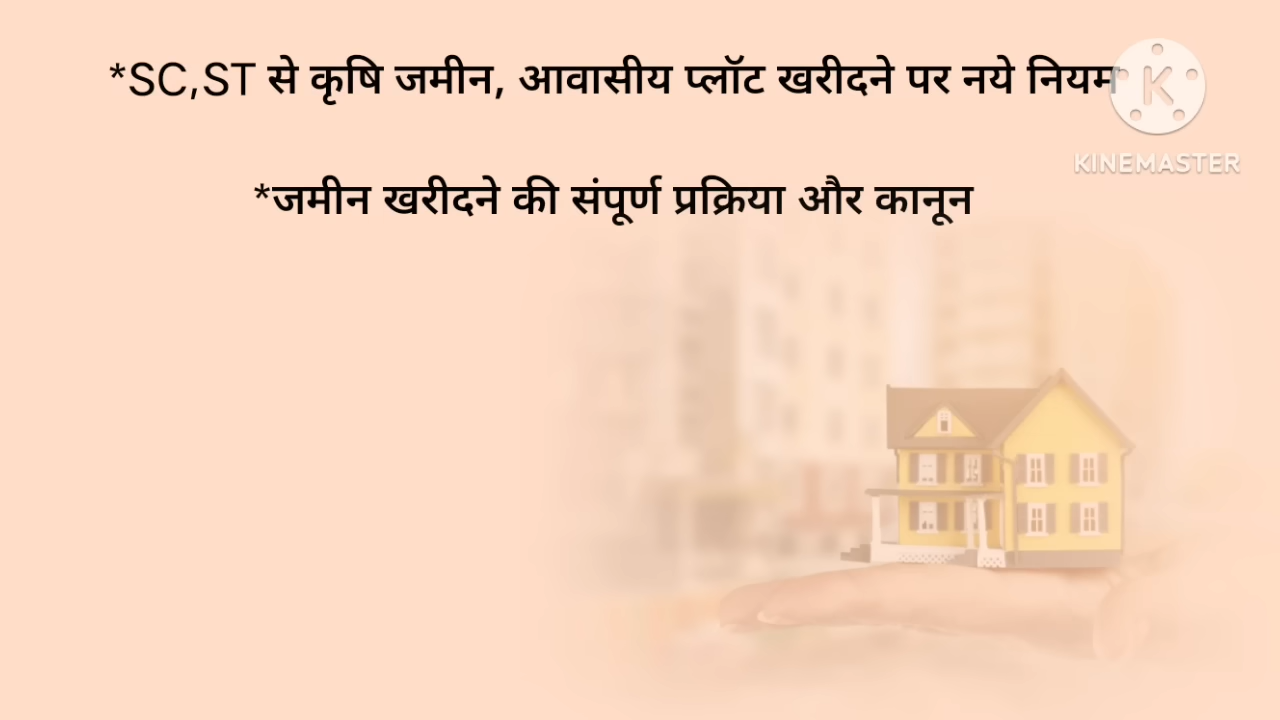 *SC,ST से कृषि जमीन, आवासीय प्लॉट खरीदने पर नये नियम
K
KINEMASTER
*जमीन खरीदने की संपूर्ण प्रक्रिया और कानून